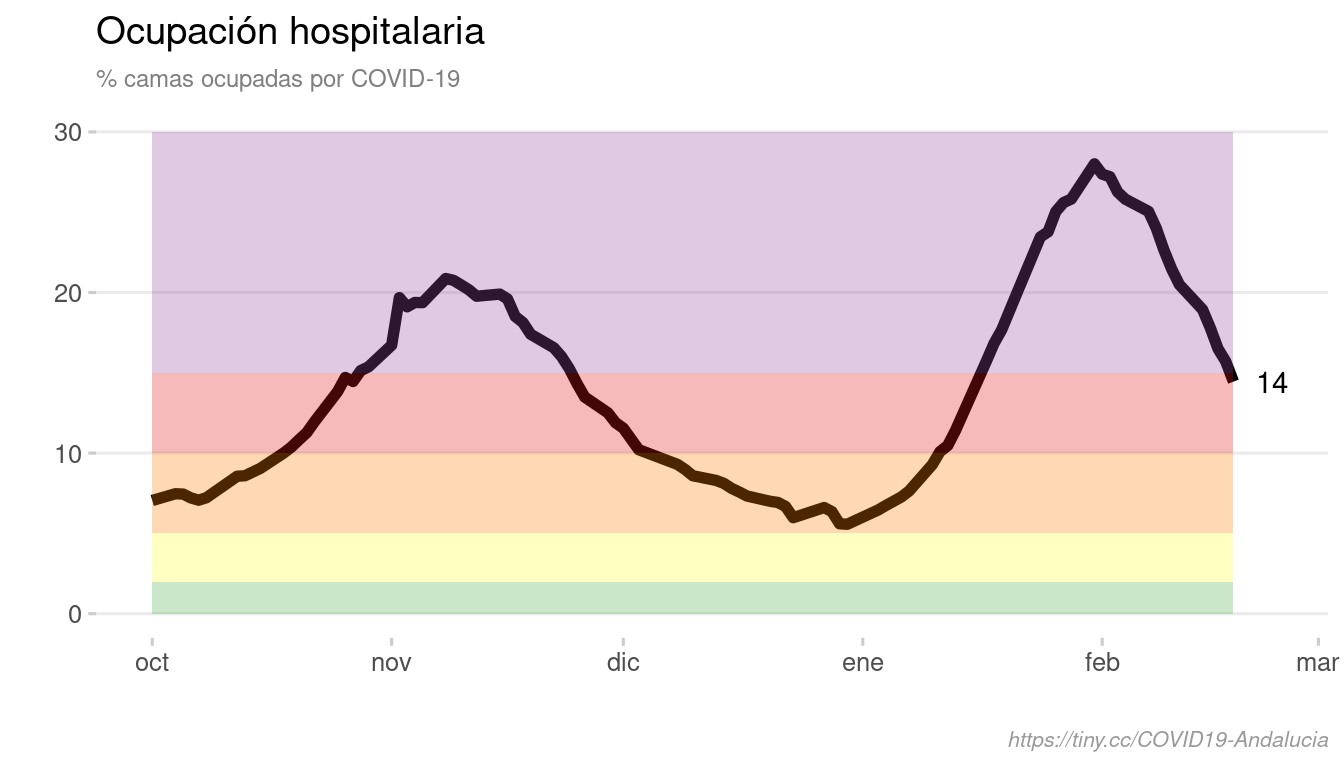 Ocupación hospitalaria
% camas ocupadas por COVID-19
30
20
10
0
14
oct nov dic ene feb mar
https://tiny.cc/COVID19-Andalucia